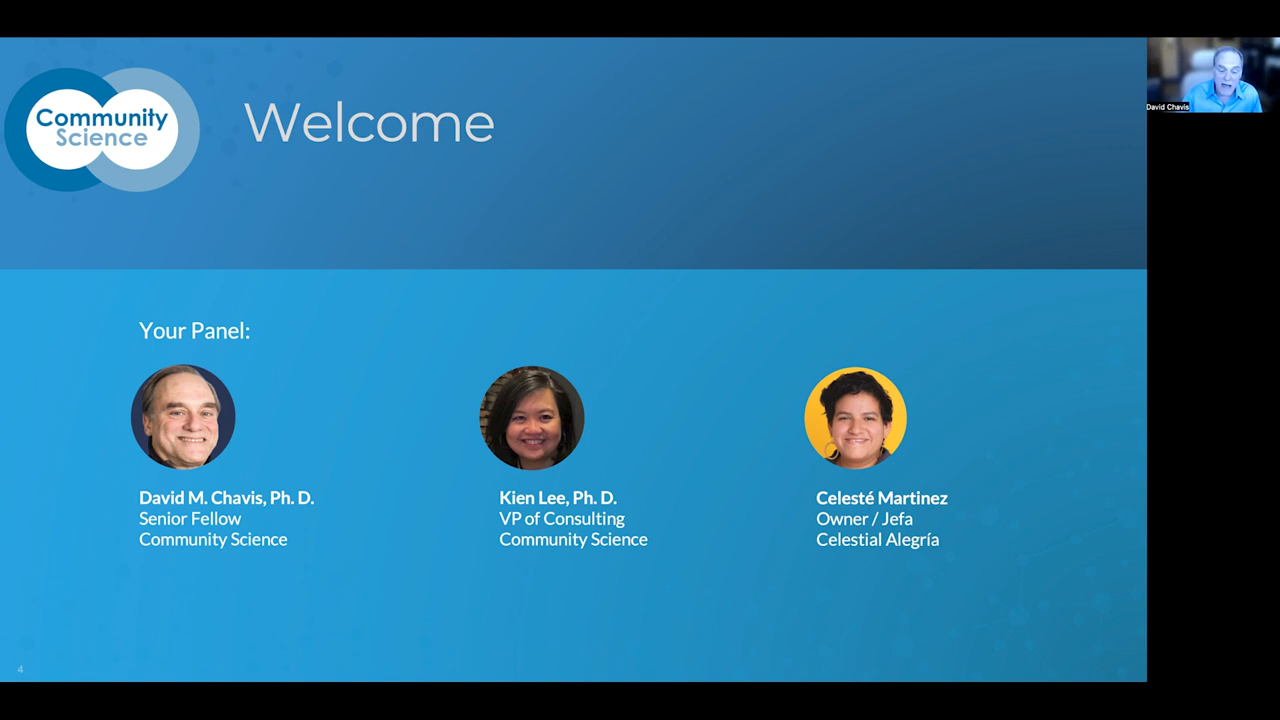 Community
Science
Welcome
David Chavis
Your Panel:
David M. Chavis, Ph. D.
Senior Fellow
Community Science
Kien Lee, Ph. D.
VP of Consulting
Community Science
Celesté Martinez
Owner / Jefa
Celestial Alegría
4